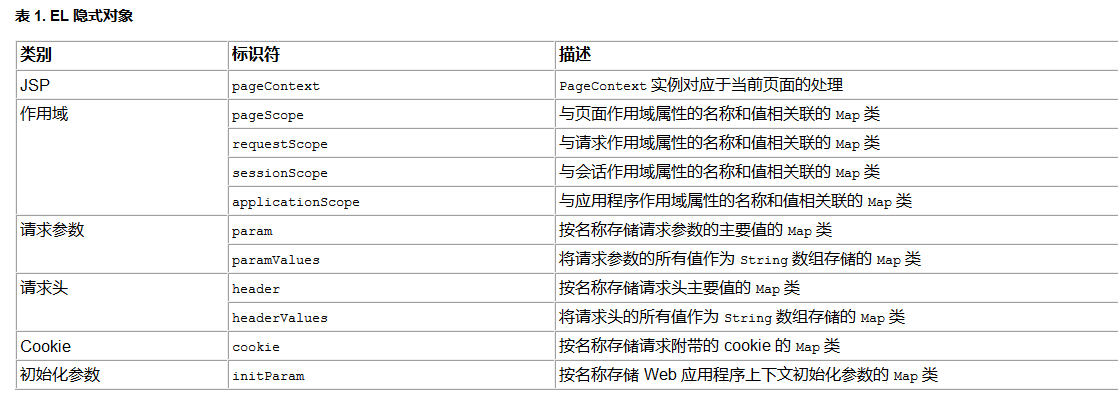 表 1. EL 隐式对象
类别 标识符 描述
JSP pageContext PageContext 实例对应于当前页面的处理
作用域 pageScope 与页面作用域属性的名称和值相关联的 Map 类
requestScope 与请求作用域属性的名称和值相关联的 Map 类
sessionScope 与会话作用域属性的名称和值相关联的 Map 类
applicationScope 与应用程序作用域属性的名称和值相关联的 Map 类
请求参数 param 按名称存储请求参数的主要值的 Map 类
paramValues 将请求参数的所有值作为 String 数组存储的 Map 类
请求头 header 按名称存储请求头主要值的 Map 类
headerValues 将请求头的所有值作为 String 数组存储的 Map 类
Cookie cookie 按名称存储请求附带的 cookie 的 Map 类
初始化参数 initParam 按名称存储 Web 应用程序上下文初始化参数的 Map 类